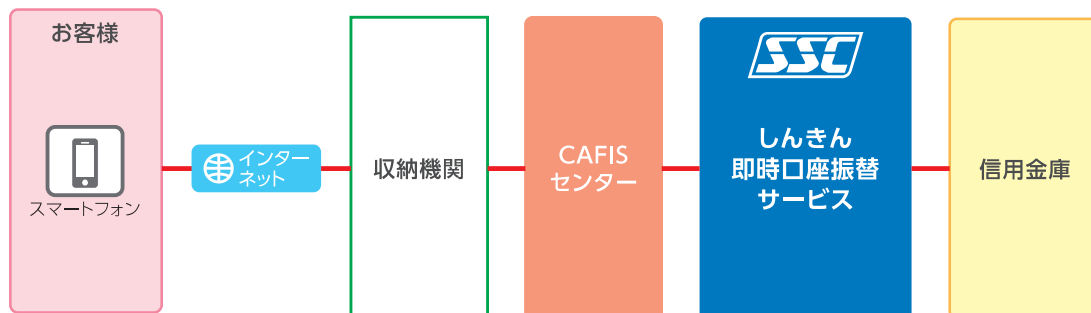 お客様
スマートフォン
インター
ネット
収納機関
CAFIS
センター
SSC
しんきん
即時口座振替
サービス
信用金庫